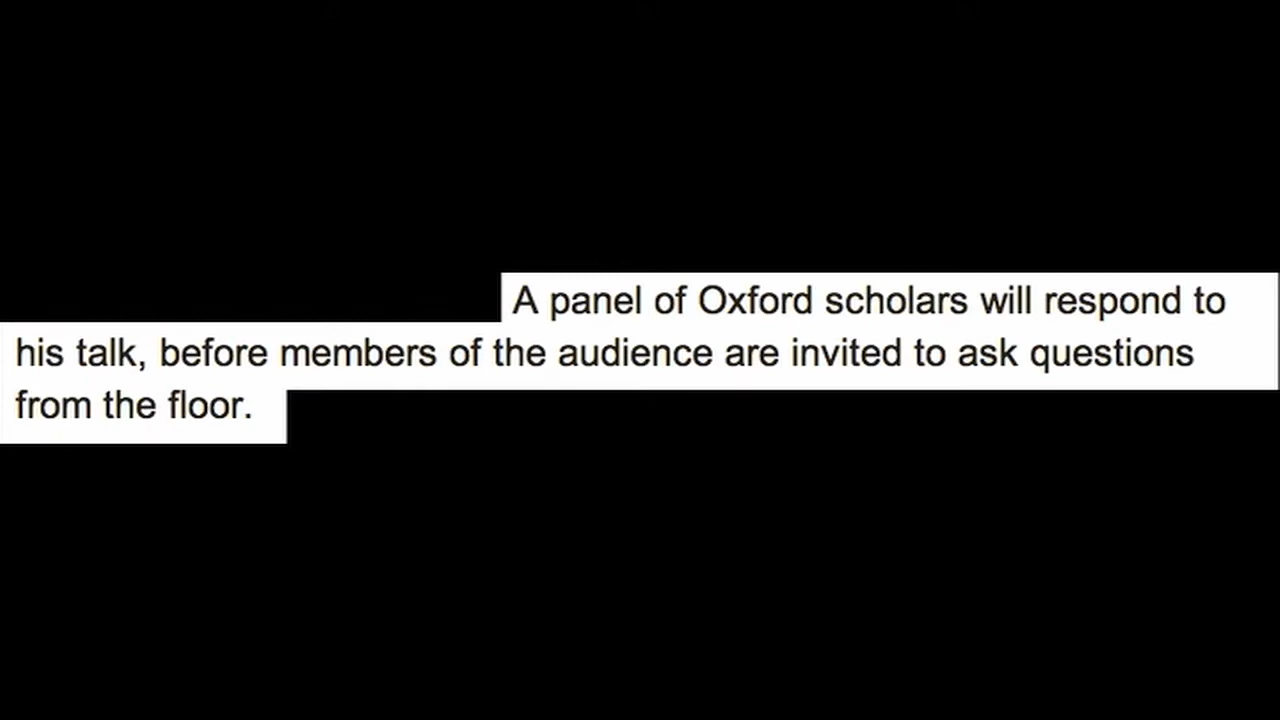 A panel of Oxford scholars will respond to
his talk, before members of the audience are invited to ask questions
from the floor.